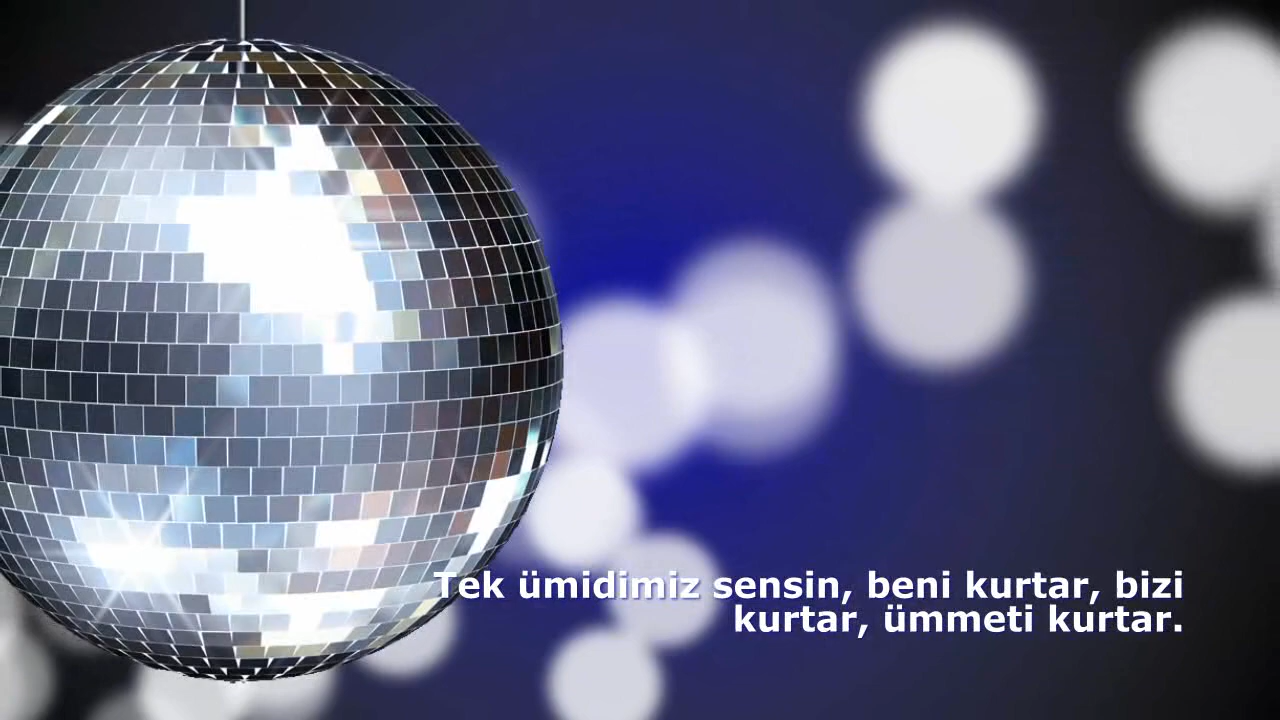 Tek ümidimiz sensin, beni kurtar, bizi
kurtar, ümmeti kurtar.